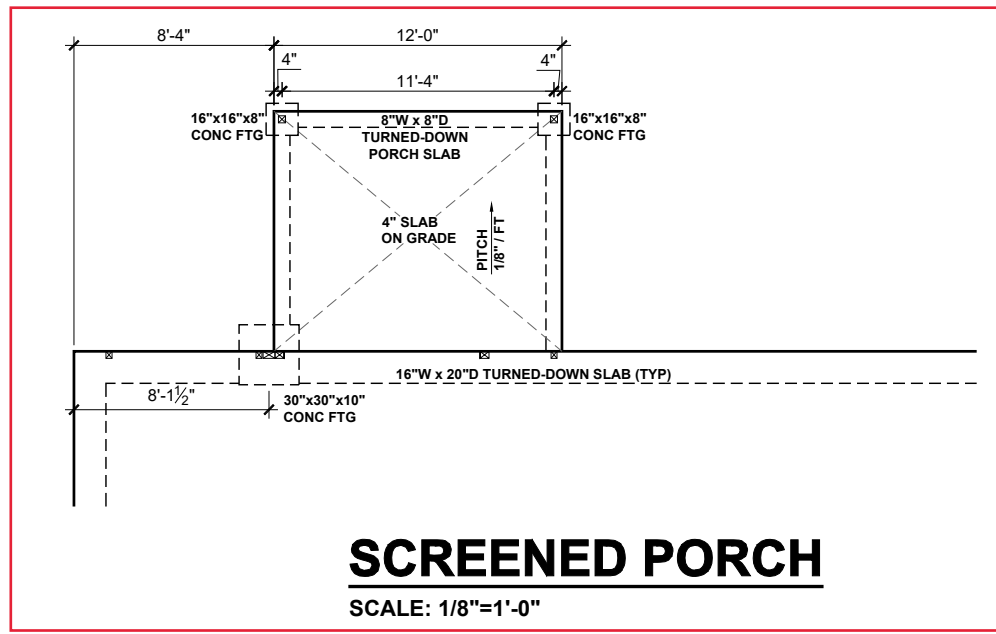 8'-4"
12'-0"
4"
4"
11'-4"
16"x16"x8"
CONC FTG
8"W x 8"D
TURNED-DOWN
PORCH SLAB
16"x16"x8"
CONC FTG
4" SLAB
ON GRADE
PITCH
1/8" / FT
16"W x 20"D TURNED-DOWN SLAB (TYP)
8'-1½"
30"x30"x10"
CONC FTG
SCREENED PORCH
SCALE: 1/8"=1'-0"